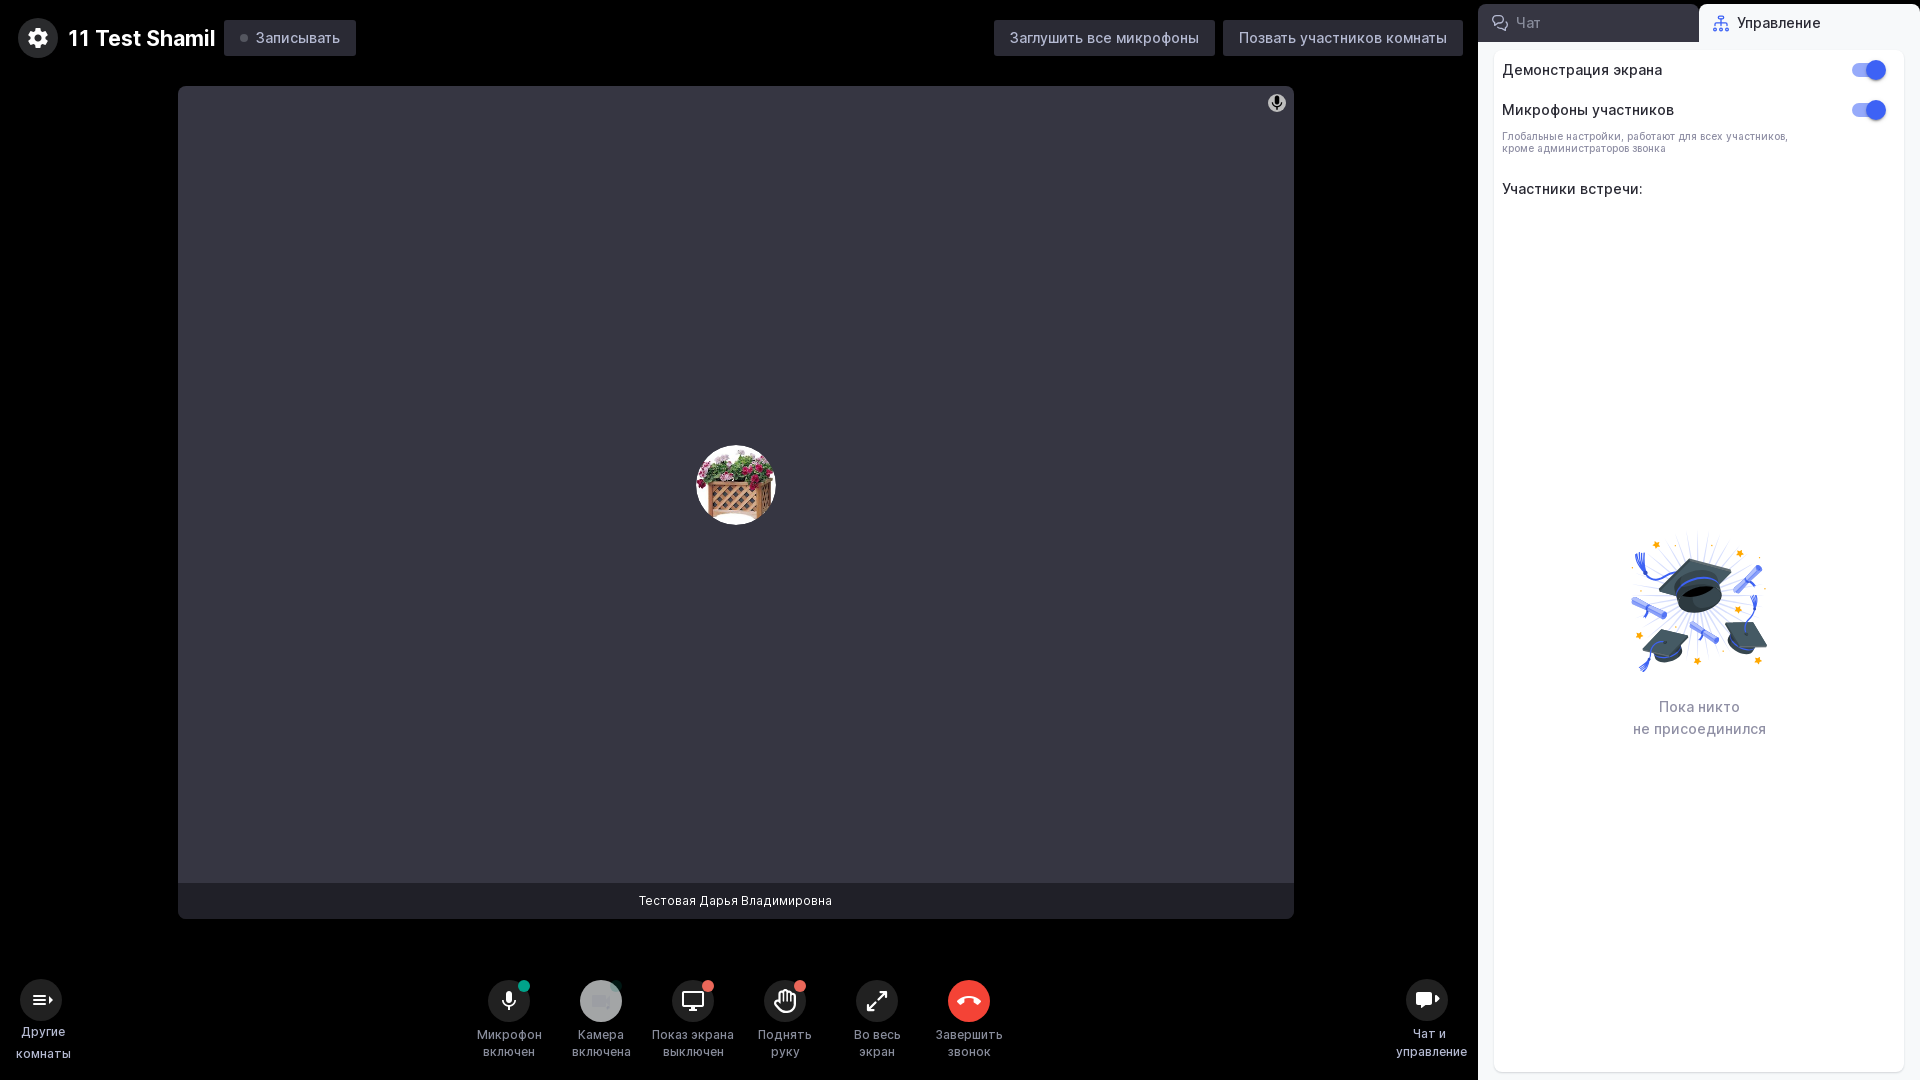 11 Test Shamil
Записывать
Заглушить все микрофоны
Позвать участников комнаты
Чат
Управление
Демонстрация экрана
Микрофоны участников
Глобальные настройки, работают для всех участников,
кроме администраторов звонка
Участники встречи:
Пока никто
не присоединился
Тестовая Дарья Владимировна
Другие
комнаты
Микрофон
включен
Камера
включена
Показ экрана
выключен
Поднять
руку
Во весь
экран
Завершить
звонок
Чат и
управление